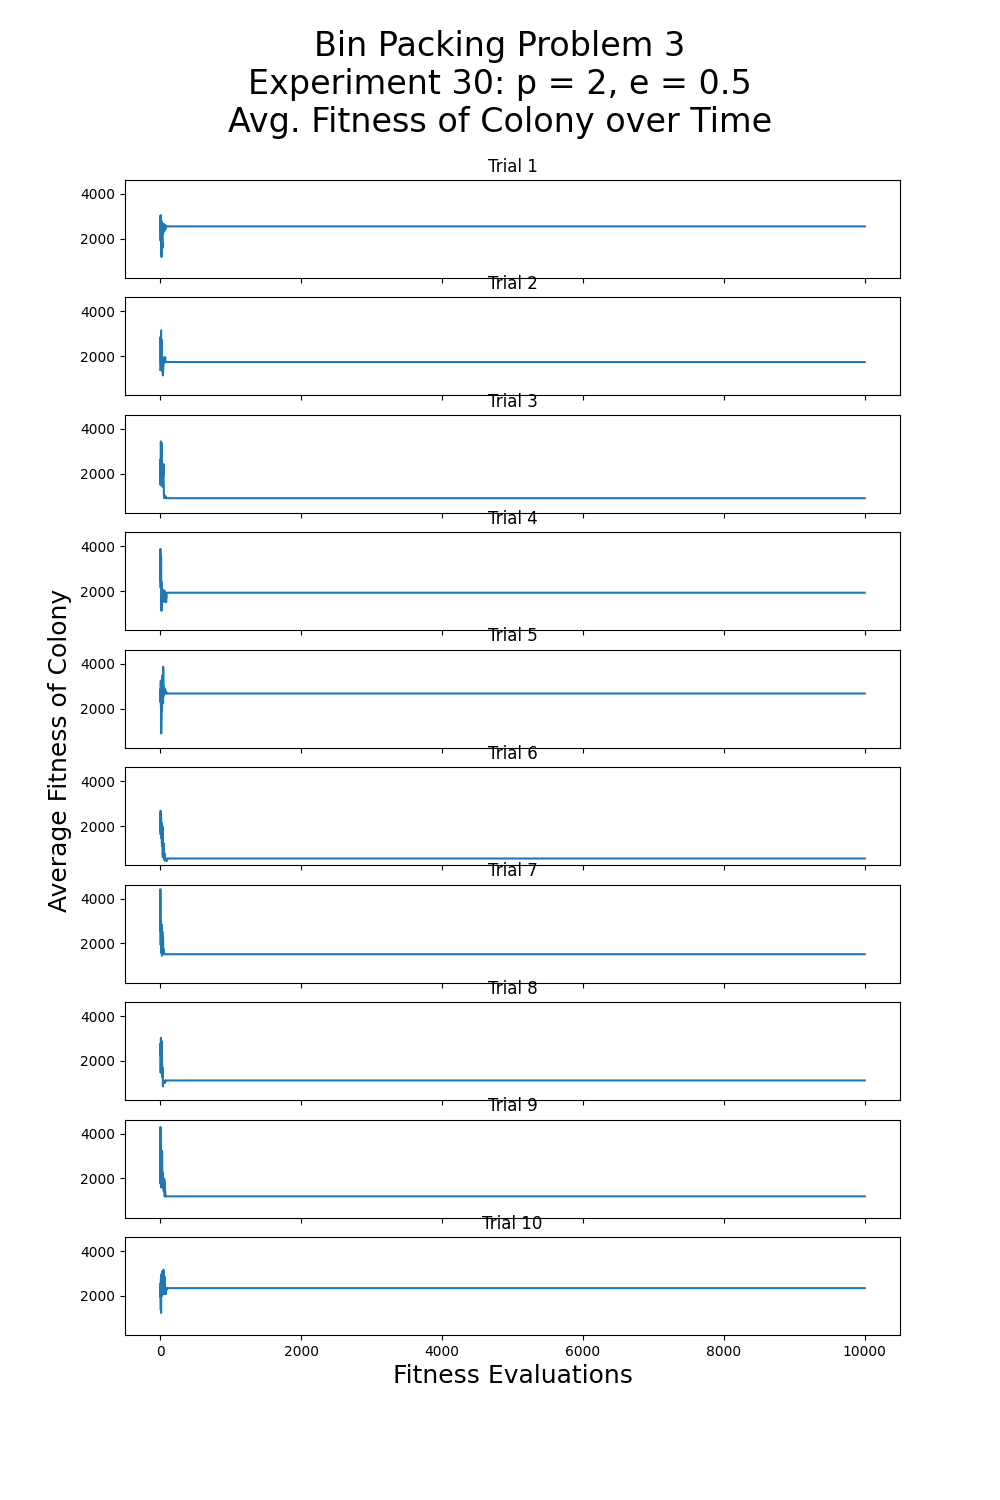 Bin Packing Problem 3
Experiment 30: p = 2, e = 0.5
Avg. Fitness of Colony over Time
Trial 1
4000
2000
Trial 2
4000
2000
Trial 3
4000
2000
Trial 4
4000
2000
Trial 5
4000
2000
Trial 6
4000
2000
Trial 7
4000
2000
Trial 8
4000
2000
Trial 9
4000
2000
Trial 10
4000
2000
0 2000 4000 6000 8000 10000
Fitness Evaluations
Average Fitness of Colony